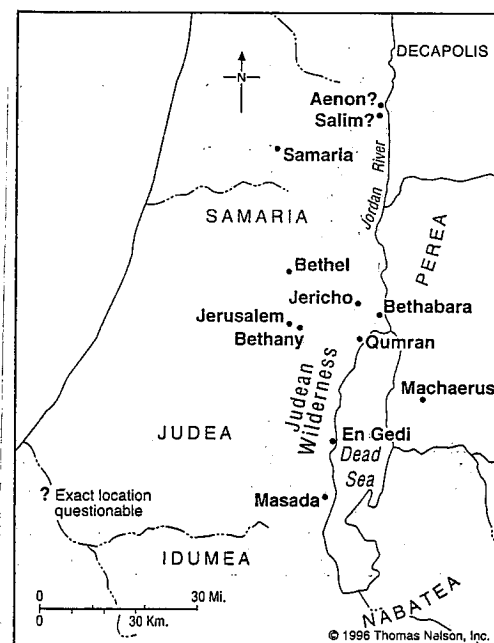 DECAPOLIS
N
Aenon?
Salim?
Samaria
Jordan River
SAMARIA
PEREA
Bethel
Jericho
Bethabara
Jerusalem
Bethany
Qumran
Judean
Wilderness
Machaerus
JUDEA
En Gedi
Dead
Sea
? Exact location
questionable
Masada
IDUMEA
0 30 Mi.
0 30 Km.
NABATEA
© 1996 Thomas Nelson, Inc.